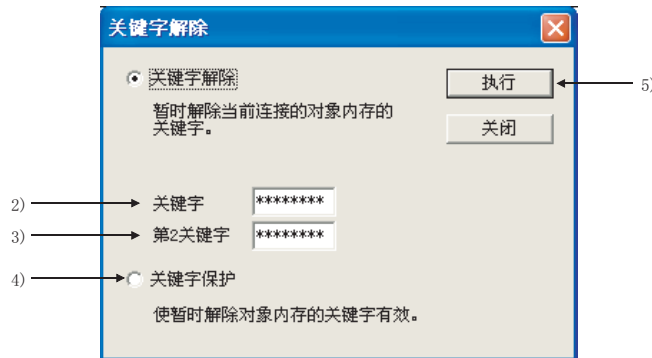 关键字解除
关键字解除
执行
5)
暂时解除当前连接的对象内存的
关键字。
关闭
2)
关键字
********
3)
第2关键字
********
4)
关键字保护
使暂时解除对象内存的关键字有效。